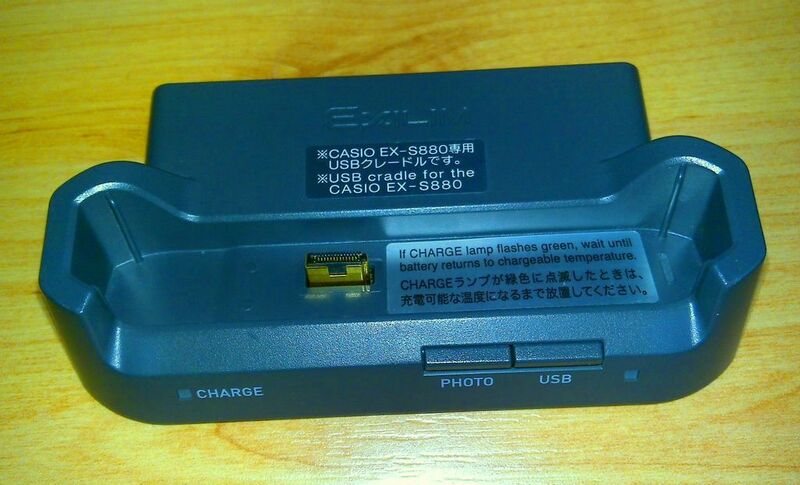 EXILIM
※CASIO EX-S880専用
USBクレードルです。
※USB cradle for the
CASIO EX-S880
If CHARGE lamp flashes green, wait until
battery returns to chargeable temperature.
CHARGEランプが緑色に点滅したときは、
充電可能な温度になるまで放置してください。
PHOTO
USB
CHARGE